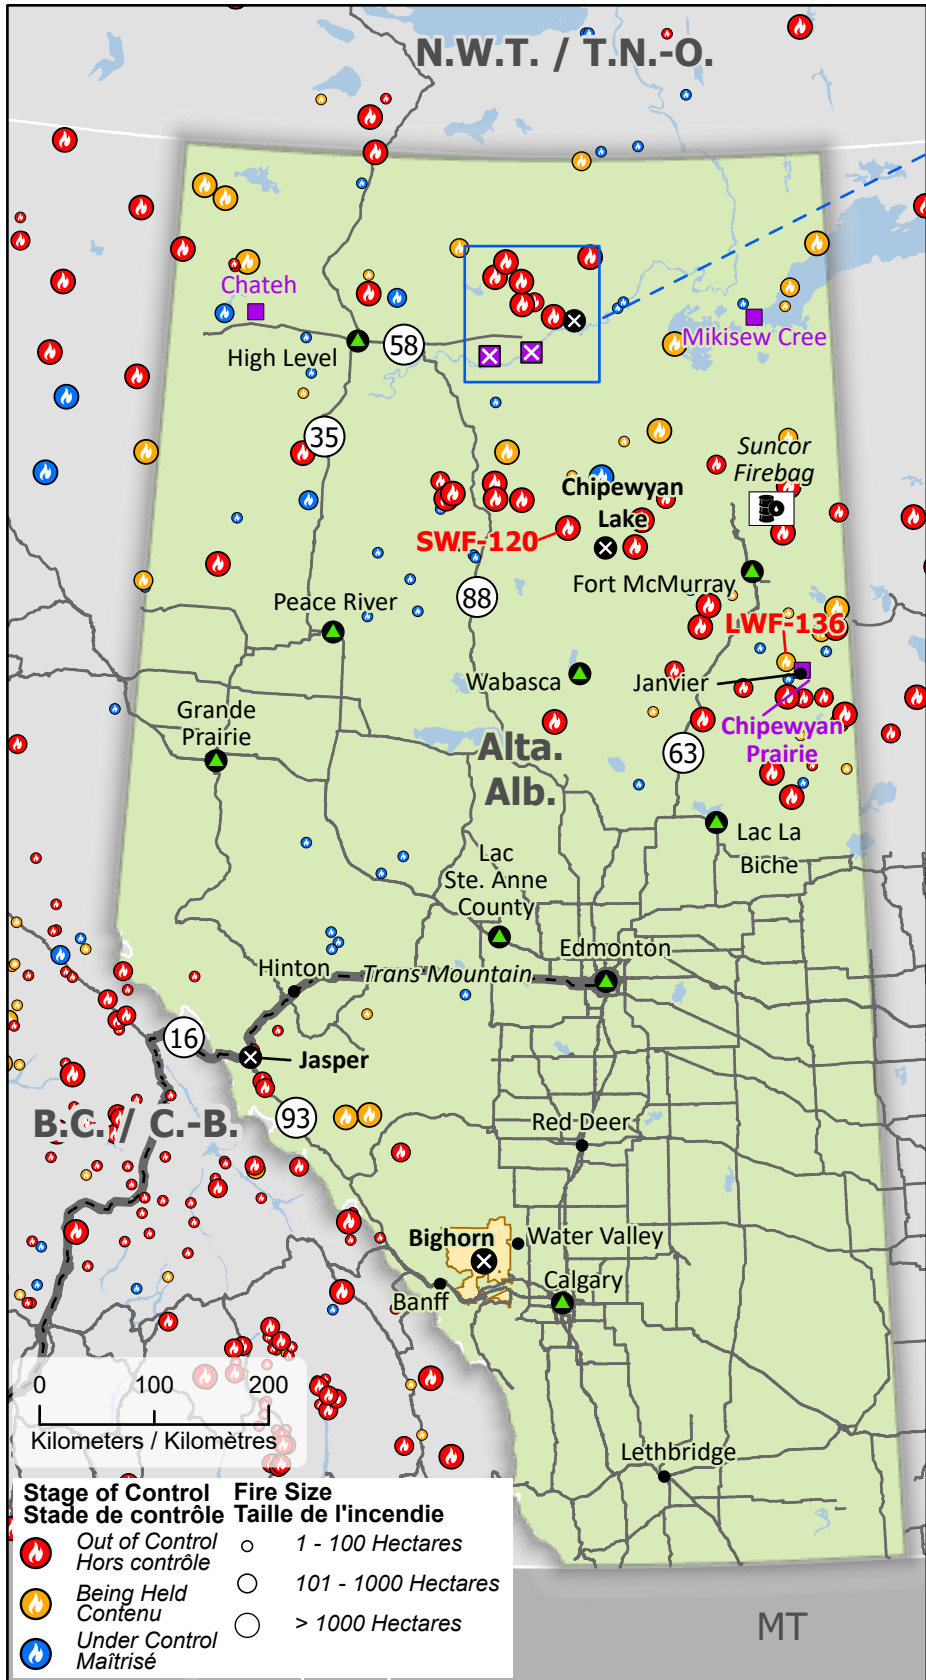 N.W.T. / T.N.-O.
Chateh
High Level
58
Mikisew Cree
35
Suncor
Firebag
Chipewyan
Lake
SWF-120
Fort McMurray
88
Peace River
LWF-136
Wabasca
Janvier
Grande
Prairie
Chipewyan
Prairie
Alta.
Alb.
63
Lac La
Biche
Lac
Ste. Anne
County
Edmonton
Hinton
Trans Mountain
16
Jasper
93
B.C. / C.-B.
Red Deer
Bighorn
Water Valley
Banff
Calgary
0 100 200
Kilometers / Kilomètres
Lethbridge
Stage of Control
Stade de contrôle
Out of Control
Hors contrôle
Being Held
Contenu
Under Control
Maîtrisé
Fire Size
Taille de l'incendie
1 - 100 Hectares
101 - 1000 Hectares
> 1000 Hectares
MT